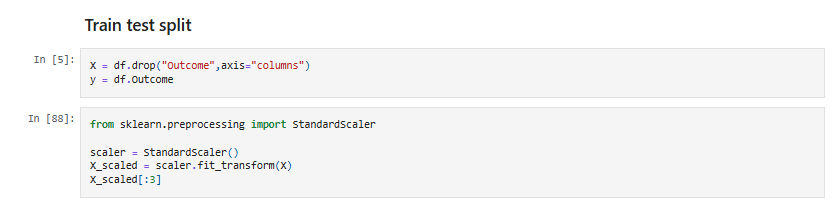 Train test split
In [5]:
X = df.drop("Outcome",axis="columns")
y = df.Outcome
In [88]:
from sklearn.preprocessing import StandardScaler
scaler = StandardScaler()
X_scaled = scaler.fit_transform(X)
X_scaled[:3]